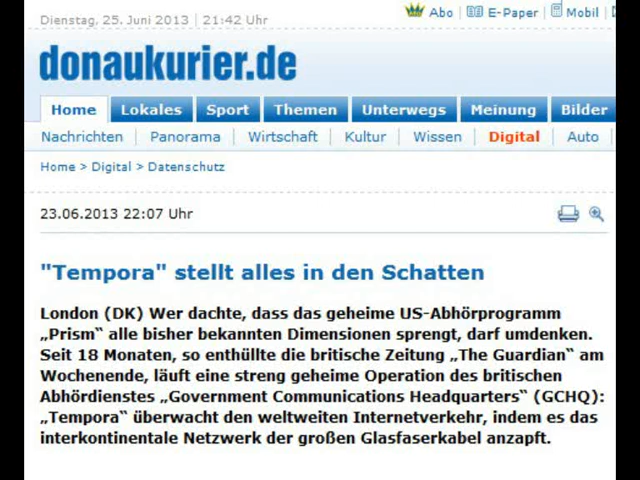 Dienstag, 25. Juni 2013 | 21:42 Uhr
Abo | E-Paper | Mobil |
donaukurier.de
Home Lokales Sport Themen Unterwegs Meinung Bilder
Nachrichten | Panorama | Wirtschaft | Kultur | Wissen | Digital | Auto |
Home > Digital > Datenschutz
23.06.2013 22:07 Uhr
"Tempora" stellt alles in den Schatten
London (DK) Wer dachte, dass das geheime US-Abhörprogramm
„Prism“ alle bisher bekannten Dimensionen sprengt, darf umdenken.
Seit 18 Monaten, so enthüllte die britische Zeitung „The Guardian“ am
Wochenende, läuft eine streng geheime Operation des britischen
Abhördienstes „Government Communications Headquarters“ (GCHQ):
„Tempora“ überwacht den weltweiten Internetverkehr, indem es das
interkontinentale Netzwerk der großen Glasfaserkabel anzapft.